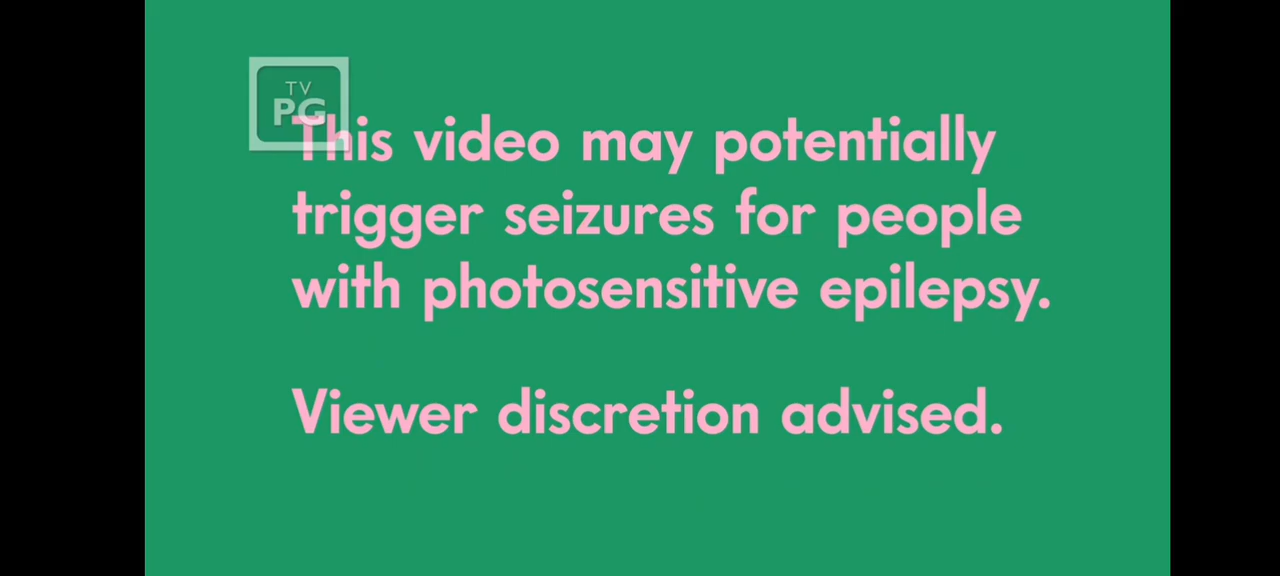 TV
PG
This video may potentially
trigger seizures for people
with photosensitive epilepsy.
Viewer discretion advised.